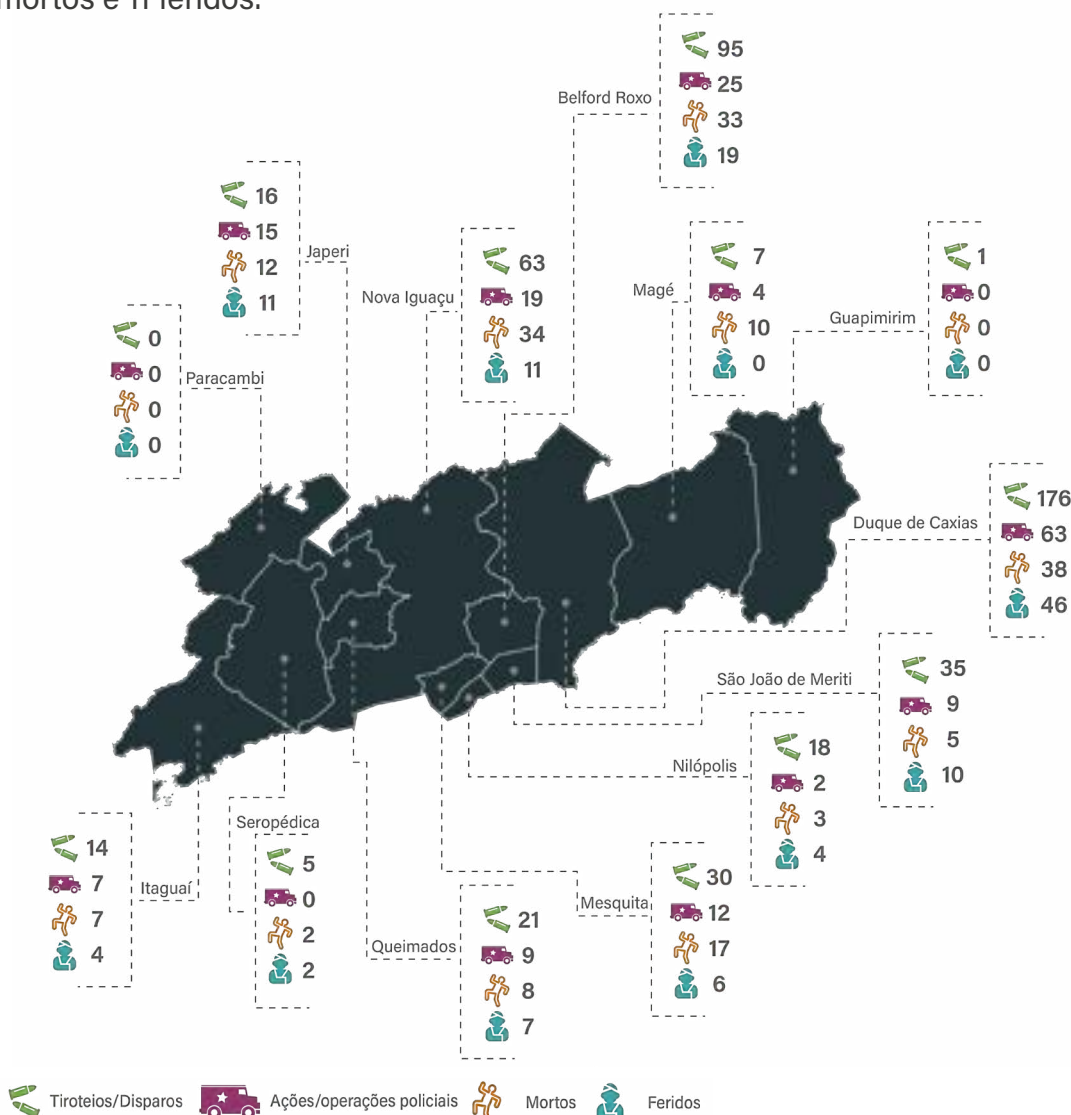 mortos e 11 feridos.
Belford Roxo
95
25
33
19
Japeri
16
15
12
11
Nova Iguaçu
63
19
34
11
Magé
7
4
10
0
Guapimirim
1
0
0
0
Paracambi
0
0
0
0
Duque de Caxias
176
63
38
46
São João de Meriti
35
9
5
10
Nilópolis
18
2
3
4
Itaguaí
14
7
7
4
Seropédica
5
0
2
2
Queimados
21
9
8
7
Mesquita
30
12
17
6
Tiroteios/Disparos
Ações/operações policiais
Mortos
Feridos